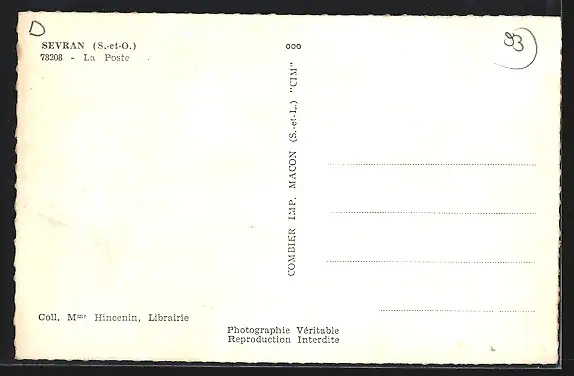 D
SEVRAN (S.-et-O.)
78208 - La Poste
93
COMBIER IMP. MACON (S.-et-L.) "CIM"
Coll. Mme Hincenin, Librairie
Photographie Véritable
Reproduction Interdite